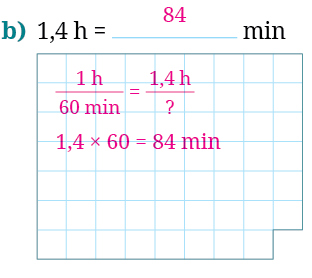 b) 1,4 h = 84 min
1 h / 60 min = 1,4 h / ?
1,4 × 60 = 84 min